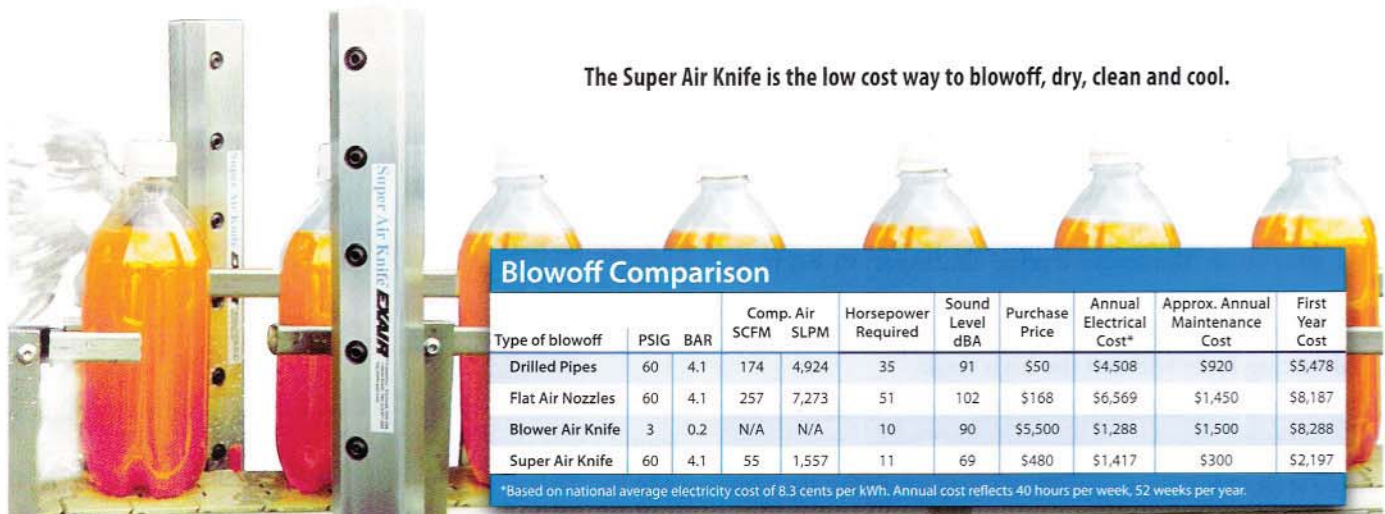 The Super Air Knife is the low cost way to blowoff, dry, clean and cool.
Super Air Knife EXAIR
Super Air Knife EXAIR
Blowoff Comparison
Type of blowoff PSIG BAR Comp. Air SCFM SLPM Horsepower Required Sound Level dBA Purchase Price Annual Electrical Cost* Approx. Annual Maintenance Cost First Year Cost
Drilled Pipes 60 4.1 174 4,924 35 91 $50 $4,508 $920 $5,478
Flat Air Nozzles 60 4.1 257 7,273 51 102 $168 $6,569 $1,450 $8,187
Blower Air Knife 3 0.2 N/A N/A 10 90 $5,500 $1,288 $1,500 $8,288
Super Air Knife 60 4.1 55 1,557 11 69 $480 $1,417 $300 $2,197
*Based on national average electricity cost of 8.3 cents per kWh. Annual cost reflects 40 hours per week, 52 weeks per year.